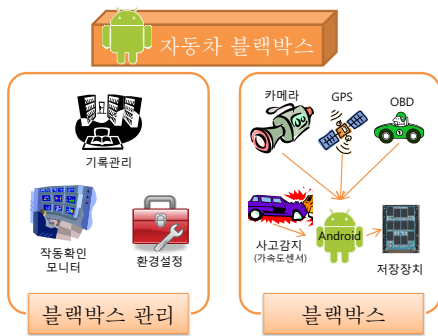 자동차 블랙박스
기록관리
작동확인
모니터
환경설정
블랙박스 관리
카메라
GPS
OBD
사고감지
(가속도센서)
Android
저장장치
블랙박스